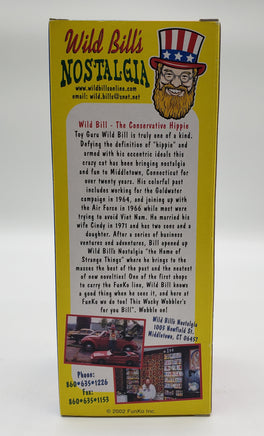 Wild Bill's
NOSTALGIA
www.wildbillsonline.com
email: wild.bills@snet.net
Wild Bill - The Conservative Hippie
Toy Guru Wild Bill is truly one of a kind.
Defying the definition of "hippie" and
armed with his eccentric ideals this
crazy cat has been bringing nostalgia and
fun to Middletown, Connecticut for
over twenty years. His colorful past
includes working for the Goldwater
campaign in 1964, and joining up with
the Air Force in 1966 while most were
trying to avoid Viet Nam. He married his
wife Cindy in 1971 and has two sons and a
daughter. After a series of business
ventures and adventures, Bill opened up
Wild Bill's Nostalgia "the Home of
Strange Things" where he brings to the
masses the best of the past and the neatest
of new novelties! One of the first shops
to carry the FunKo line, Wild Bill knows
a good thing when he sees it, and here at
FunKo we do too! This Wacky Wobbler's
for you Bill". Wobble on!
Wild Bill's Nostalgia
1003 Newfield St.
Middletown, CT 06457
Phone:
860*635*1226
Fax:
860*635*1153
© 2002 FunKo Inc.